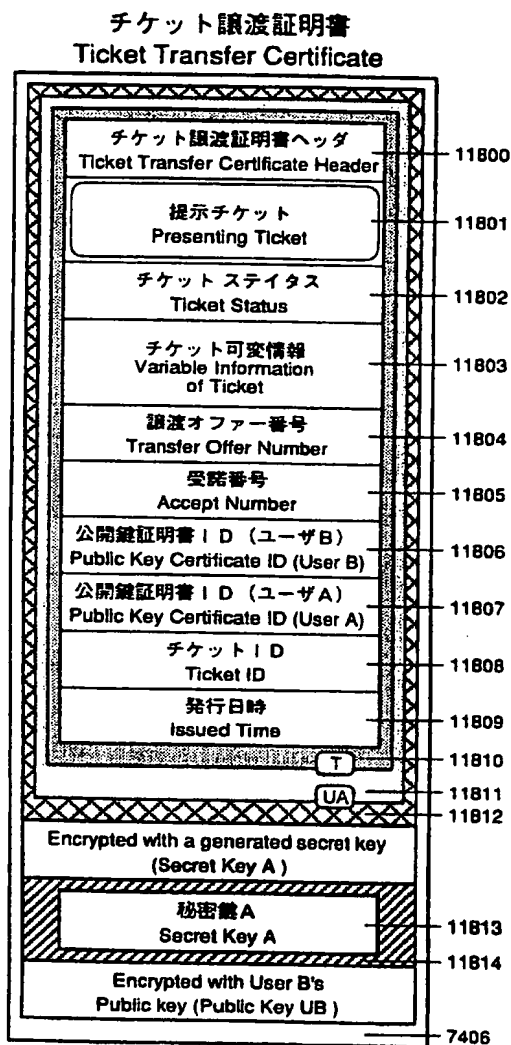 チケット譲渡証明書
Ticket Transfer Certificate
チケット譲渡証明書ヘッダ
Ticket Transfer Certificate Header
11800
提示チケット
Presenting Ticket
11801
チケット ステイタス
Ticket Status
11802
チケット可変情報
Variable Information
of Ticket
11803
譲渡オファー番号
Transfer Offer Number
11804
受諾番号
Accept Number
11805
公開鍵証明書ID(ユーザB)
Public Key Certificate ID (User B)
11806
公開鍵証明書ID(ユーザA)
Public Key Certificate ID (User A)
11807
チケットID
Ticket ID
11808
発行日時
Issued Time
11809
T
11810
UA
11811
11812
Encrypted with a generated secret key
(Secret Key A )
秘密鍵A
Secret Key A
11813
11814
Encrypted with User B's
Public key (Public Key UB )
7406